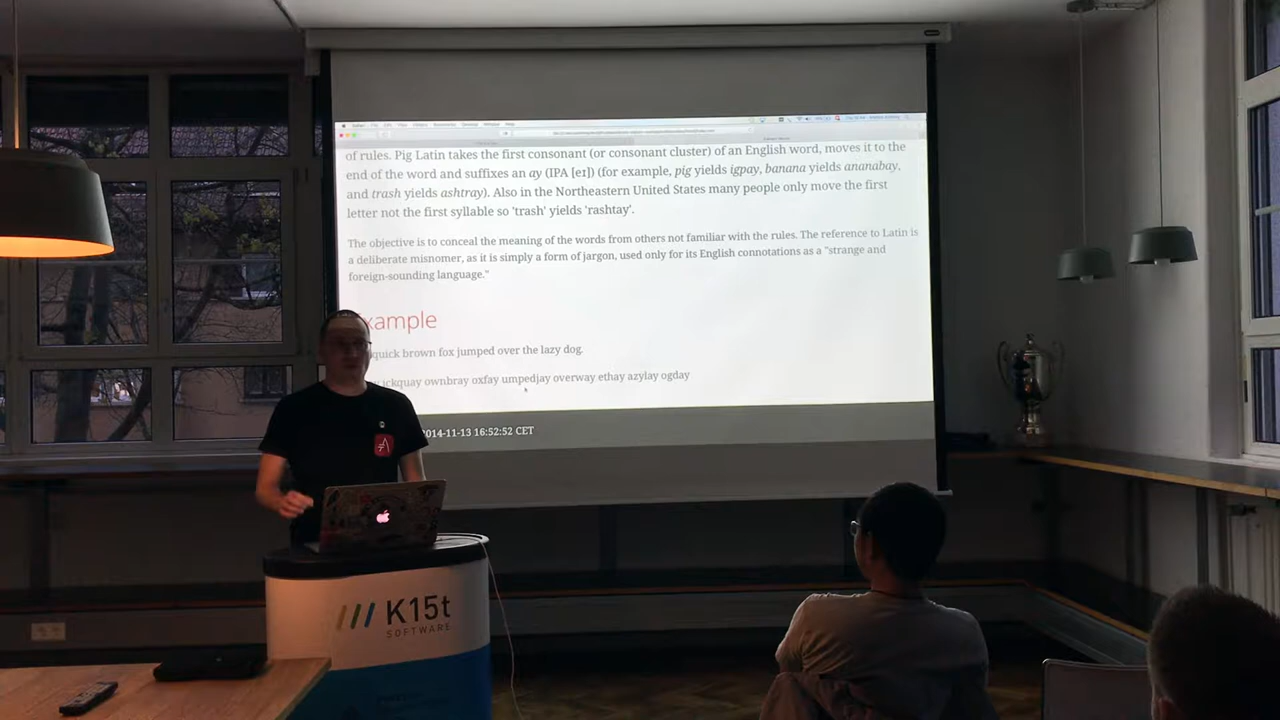 of rules. Pig Latin takes the first consonant (or consonant cluster) of an English word, moves it to the
end of the word and suffixes an ay (IPA [eɪ]) (for example, pig yields igpay, banana yields ananabay,
and trash yields ashtray). Also in the Northeastern United States many people only move the first
letter not the first syllable so 'trash' yields 'rashtay'.
The objective is to conceal the meaning of the words from others not familiar with the rules. The reference to Latin is
a deliberate misnomer, as it is simply a form of jargon, used only for its English connotations as a "strange and
foreign-sounding language."
xample
quick brown fox jumped over the lazy dog.
ickquay ownbray oxfay umpedjay overway ethay azylay ogday
2014-11-13 16:52:52 CET
K15t
SOFTWARE